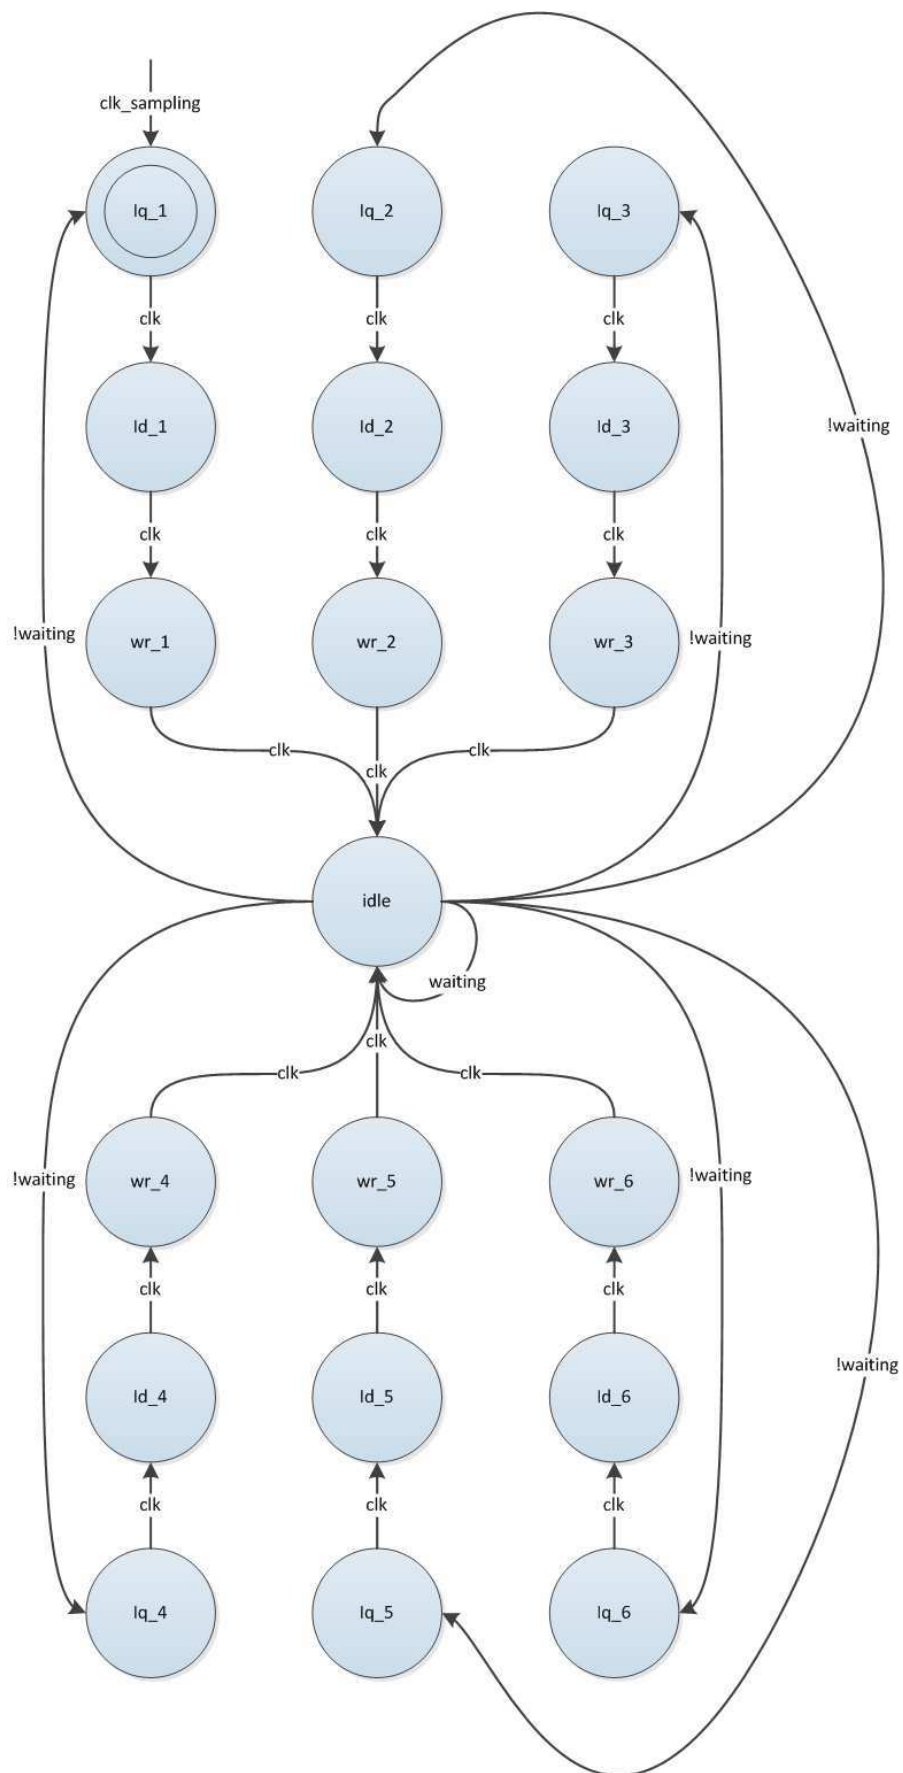 clk_sampling
Iq_1
Iq_2
Iq_3
clk
clk
clk
Id_1
Id_2
Id_3
!waiting
clk
clk
clk
!waiting
wr_1
wr_2
wr_3
!waiting
clk
clk
clk
idle
waiting
clk
clk
clk
!waiting
wr_4
wr_5
wr_6
!waiting
clk
clk
clk
!waiting
Id_4
Id_5
Id_6
clk
clk
clk
Iq_4
Iq_5
Iq_6